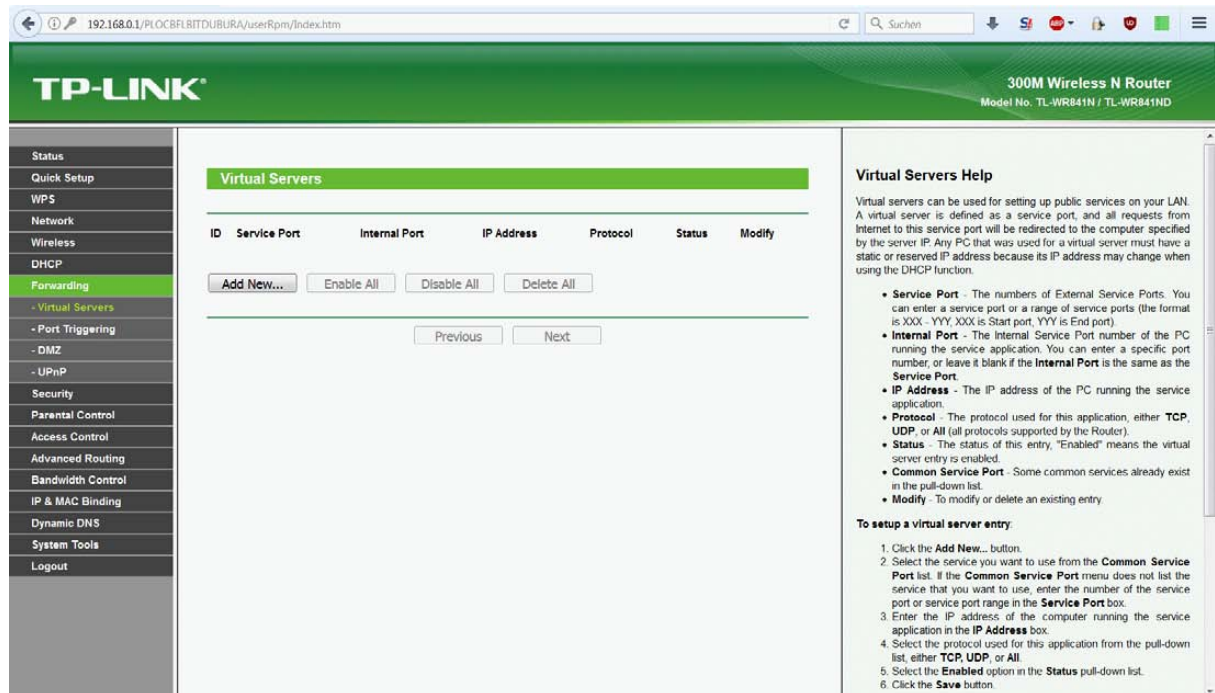 192.168.0.1/PLOCBFLRITDUBURA/userRpm/Index.htm
Suchen
TP-LINK®
300M Wireless N Router
Model No. TL-WR841N / TL-WR841ND
Status
Quick Setup
WPS
Network
Wireless
DHCP
Forwarding
- Virtual Servers
- Port Triggering
- DMZ
- UPnP
Security
Parental Control
Access Control
Advanced Routing
Bandwidth Control
IP & MAC Binding
Dynamic DNS
System Tools
Logout
Virtual Servers
ID Service Port Internal Port IP Address Protocol Status Modify
Add New... Enable All Disable All Delete All
Previous Next
Virtual Servers Help
Virtual servers can be used for setting up public services on your LAN.
A virtual server is defined as a service port, and all requests from
Internet to this service port will be redirected to the computer specified
by the server IP. Any PC that was used for a virtual server must have a
static or reserved IP address because its IP address may change when
using the DHCP function.
• Service Port - The numbers of External Service Ports. You
can enter a service port or a range of service ports (the format
is XXX - YYY, XXX is Start port, YYY is End port).
• Internal Port - The Internal Service Port number of the PC
running the service application. You can enter a specific port
number, or leave it blank if the Internal Port is the same as the
Service Port.
• IP Address - The IP address of the PC running the service
application.
• Protocol - The protocol used for this application, either TCP,
UDP, or All (all protocols supported by the Router).
• Status - The status of this entry, "Enabled" means the virtual
server entry is enabled.
• Common Service Port - Some common services already exist
in the pull-down list.
• Modify - To modify or delete an existing entry.
To setup a virtual server entry:
1. Click the Add New... button.
2. Select the service you want to use from the Common Service
Port list. If the Common Service Port menu does not list the
service that you want to use, enter the number of the service
port or service port range in the Service Port box.
3. Enter the IP address of the computer running the service
application in the IP Address box.
4. Select the protocol used for this application from the pull-down
list, either TCP, UDP, or All.
5. Select the Enabled option in the Status pull-down list.
6. Click the Save button.